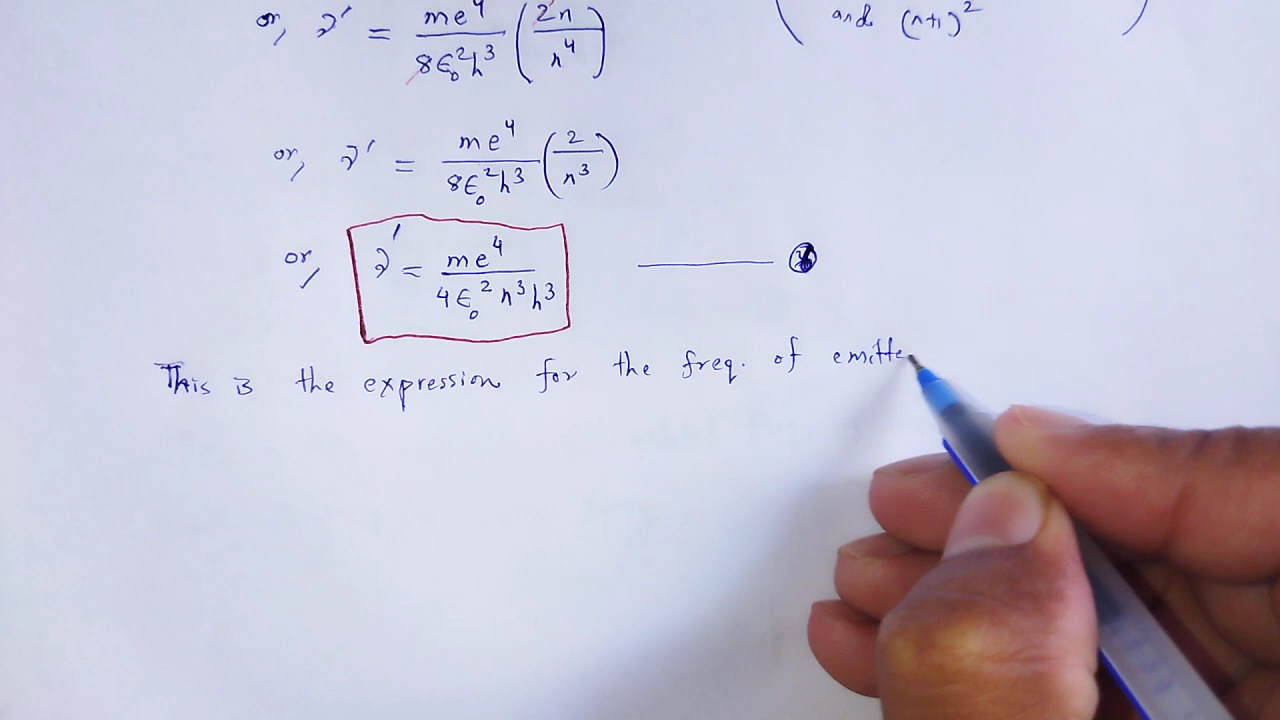 or, ν' = me⁴ / 8ε₀²h³ (2n / n⁴) ( and (n+1)² )
or, ν' = me⁴ / 8ε₀²h³ (2 / n³)
or, ν' = me⁴ / 4ε₀²n³h³
This is the expression for the freq. of emitte